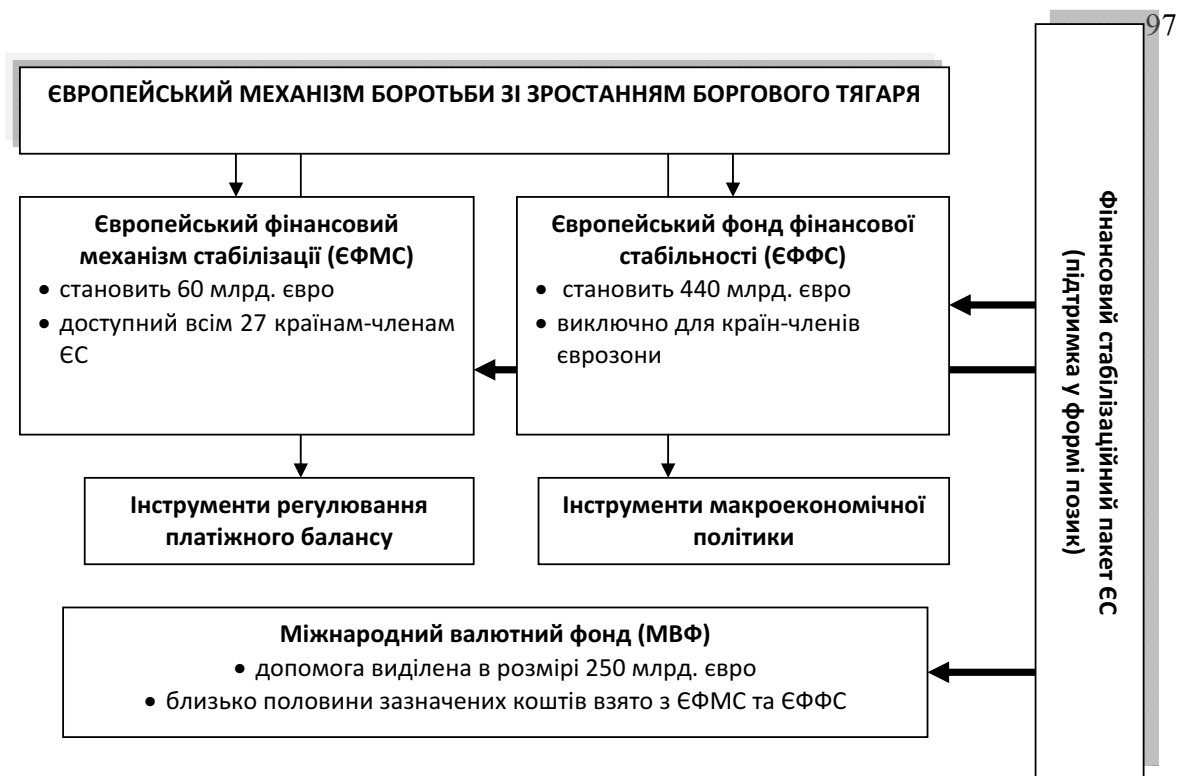 97
ЄВРОПЕЙСЬКИЙ МЕХАНІЗМ БОРОТЬБИ ЗІ ЗРОСТАННЯМ БОРГОВОГО ТЯГАРЯ
Європейський фінансовий
механізм стабілізації (ЄФМС)
• становить 60 млрд. євро
• доступний всім 27 країнам-членам
ЄС
Європейський фонд фінансової
стабільності (ЄФФС)
• становить 440 млрд. євро
• виключно для країн-членів
єврозони
Інструменти регулювання
платіжного балансу
Інструменти макроекономічної
політики
Міжнародний валютний фонд (МВФ)
• допомога виділена в розмірі 250 млрд. євро
• близько половини зазначених коштів взято з ЄФМС та ЄФФС
Фінансовий стабілізаційний пакет ЄС
(підтримка у формі позик)